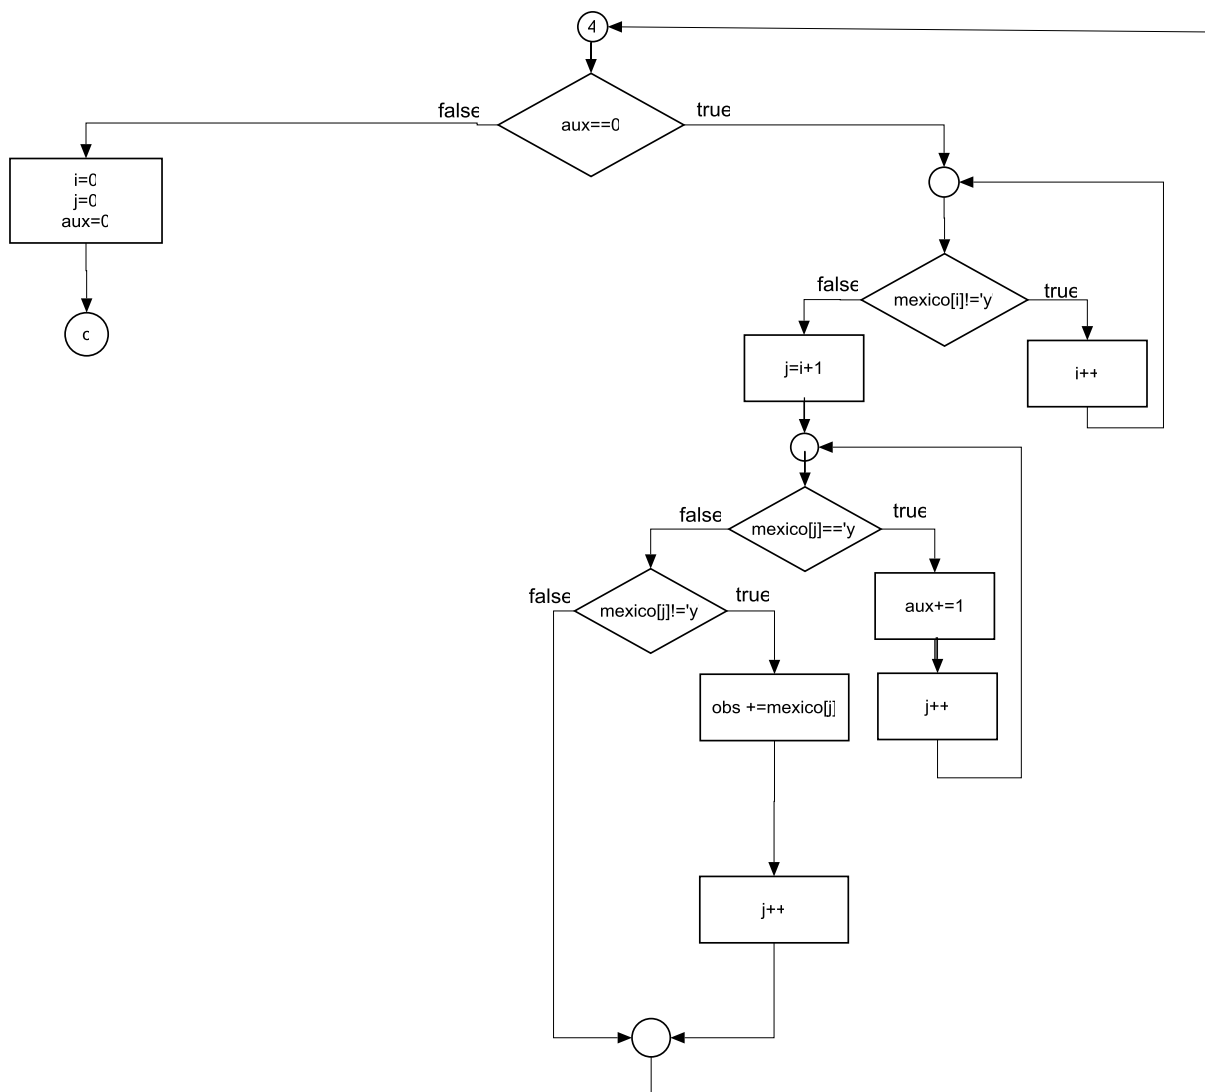 4
false
true
aux==0
i=0
j=0
aux=0
c
false
true
mexico[i]!='y
j=i+1
i++
false
true
mexico[j]=='y
false
true
mexico[j]!='y
aux+=1
obs +=mexico[j]
j++
j++